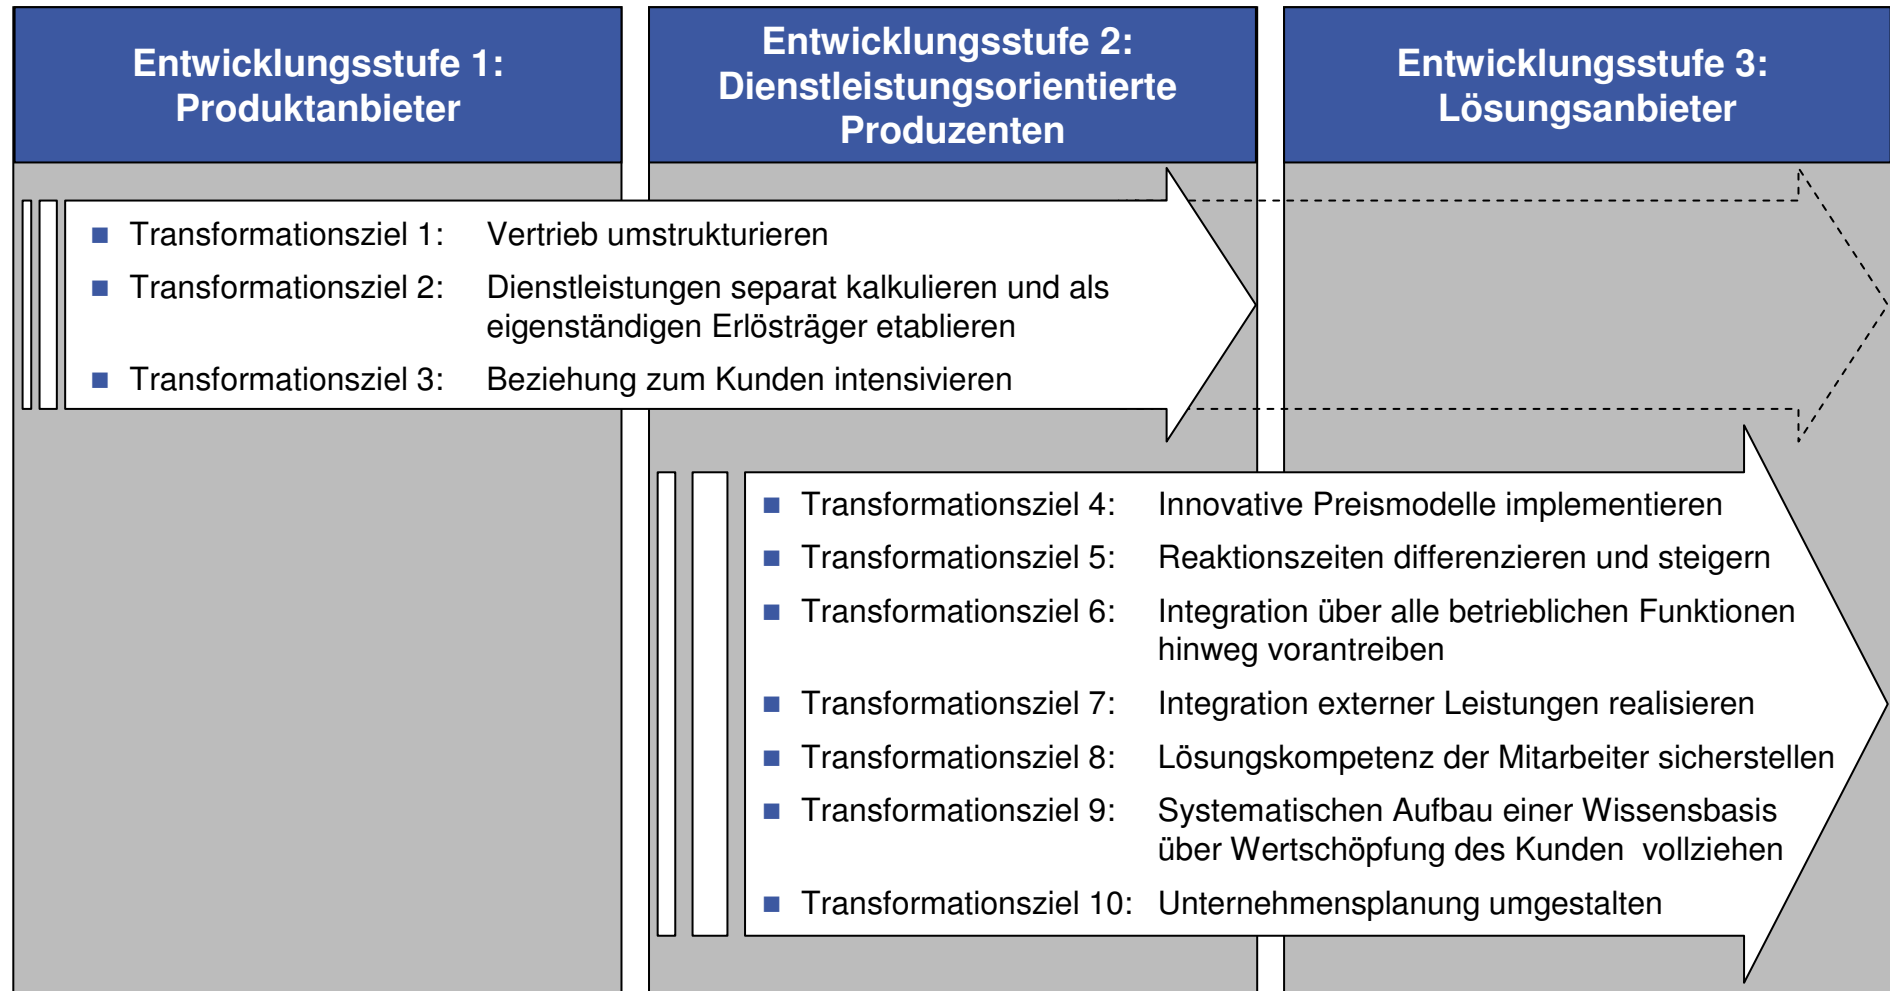 Entwicklungsstufe 1:
Produktanbieter
Entwicklungsstufe 2:
Dienstleistungsorientierte
Produzenten
Entwicklungsstufe 3:
Lösungsanbieter
Transformationsziel 1: Vertrieb umstrukturieren
Transformationsziel 2: Dienstleistungen separat kalkulieren und als
eigenständigen Erlösträger etablieren
Transformationsziel 3: Beziehung zum Kunden intensivieren
Transformationsziel 4: Innovative Preismodelle implementieren
Transformationsziel 5: Reaktionszeiten differenzieren und steigern
Transformationsziel 6: Integration über alle betrieblichen Funktionen
hinweg vorantreiben
Transformationsziel 7: Integration externer Leistungen realisieren
Transformationsziel 8: Lösungskompetenz der Mitarbeiter sicherstellen
Transformationsziel 9: Systematischen Aufbau einer Wissensbasis
über Wertschöpfung des Kunden vollziehen
Transformationsziel 10: Unternehmensplanung umgestalten